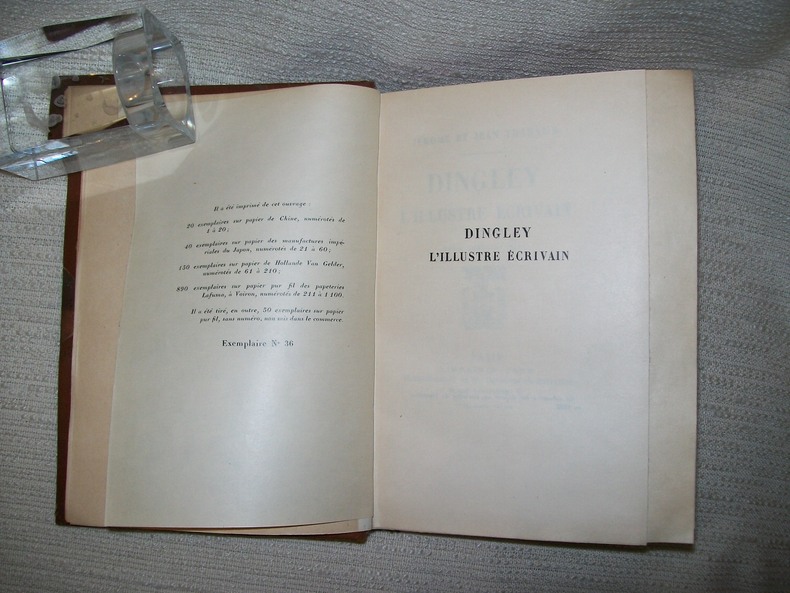 Il a été imprimé de cet ouvrage :
20 exemplaires sur papier de Chine, numérotés de
1 à 20;
40 exemplaires sur papier des manufactures impé-
riales du Japon, numérotés de 21 à 60;
150 exemplaires sur papier de Hollande Van Gelder,
numérotés de 61 à 210;
890 exemplaires sur papier pur fil des papeteries
Lafuma, à Voiron, numérotés de 211 à 1100.
Il a été tiré, en outre, 50 exemplaires sur papier
pur fil, sans numéro, non mis dans le commerce
Exemplaire N° 36
DINGLEY
L'ILLUSTRE ÉCRIVAIN
DINGLEY
L'ILLUSTRE ÉCRIVAIN